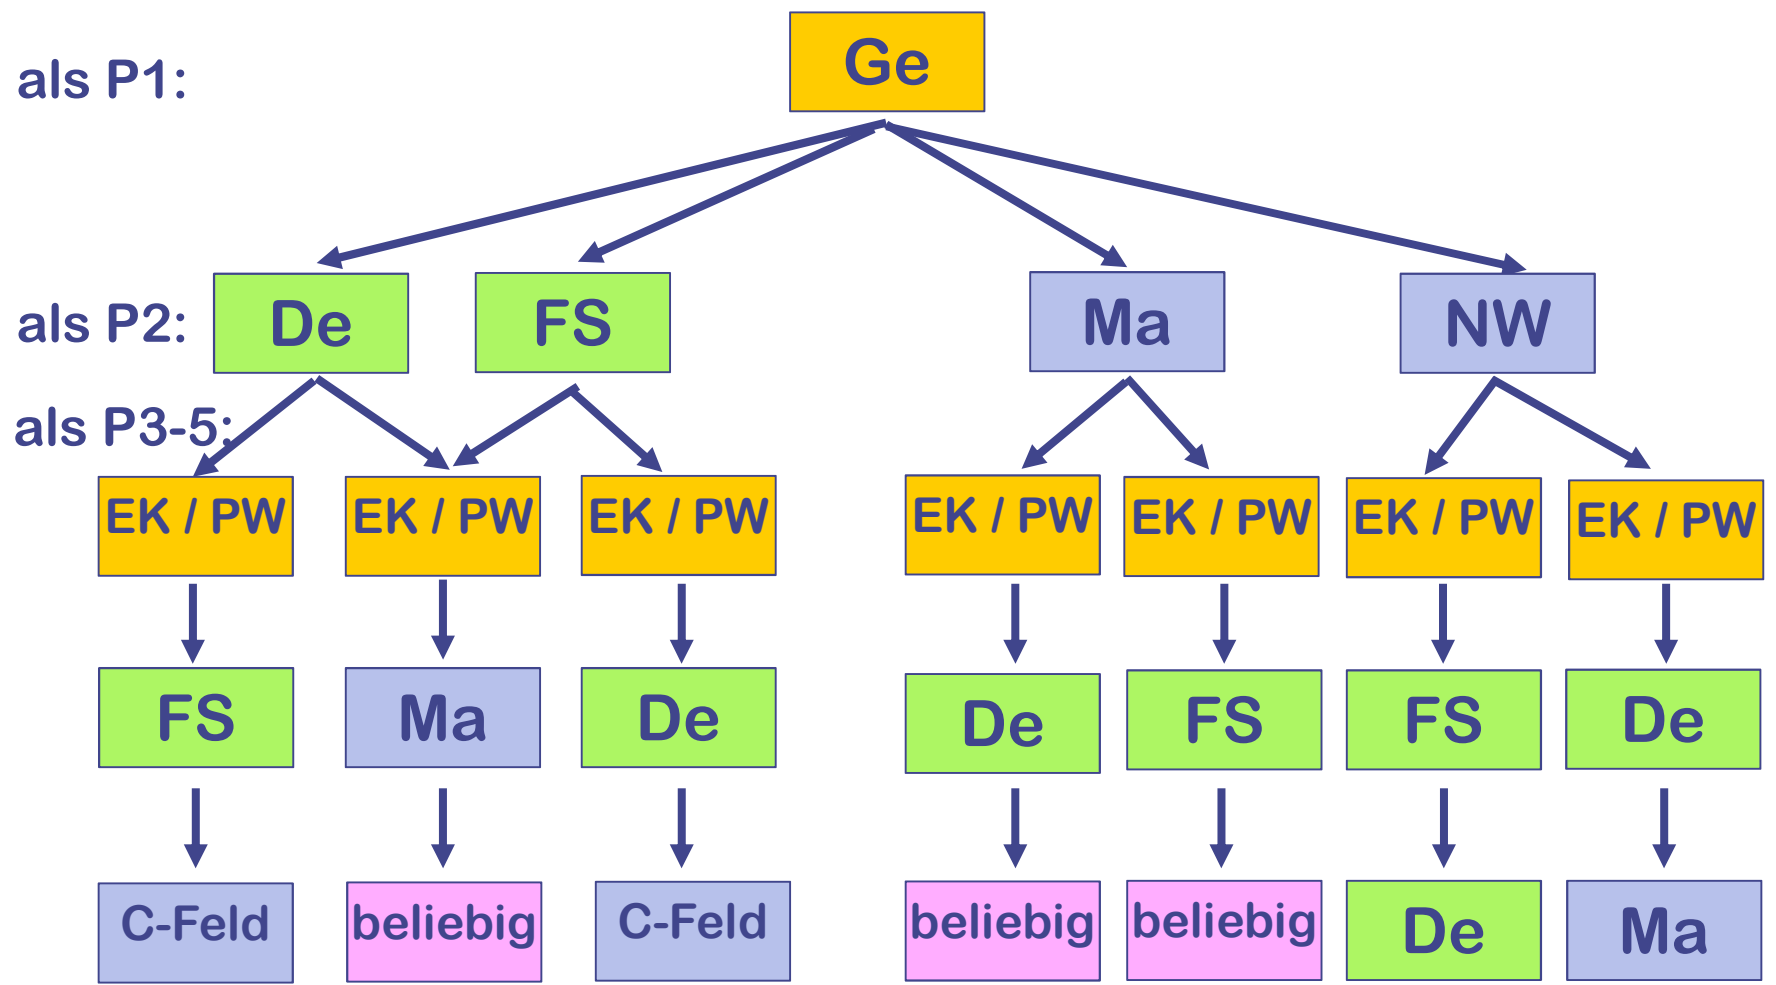 als P1:
Ge
als P2:
De
FS
Ma
NW
als P3-5:
EK / PW
EK / PW
EK / PW
EK / PW
EK / PW
EK / PW
EK / PW
FS
Ma
De
De
FS
FS
De
C-Feld
beliebig
C-Feld
beliebig
beliebig
De
Ma